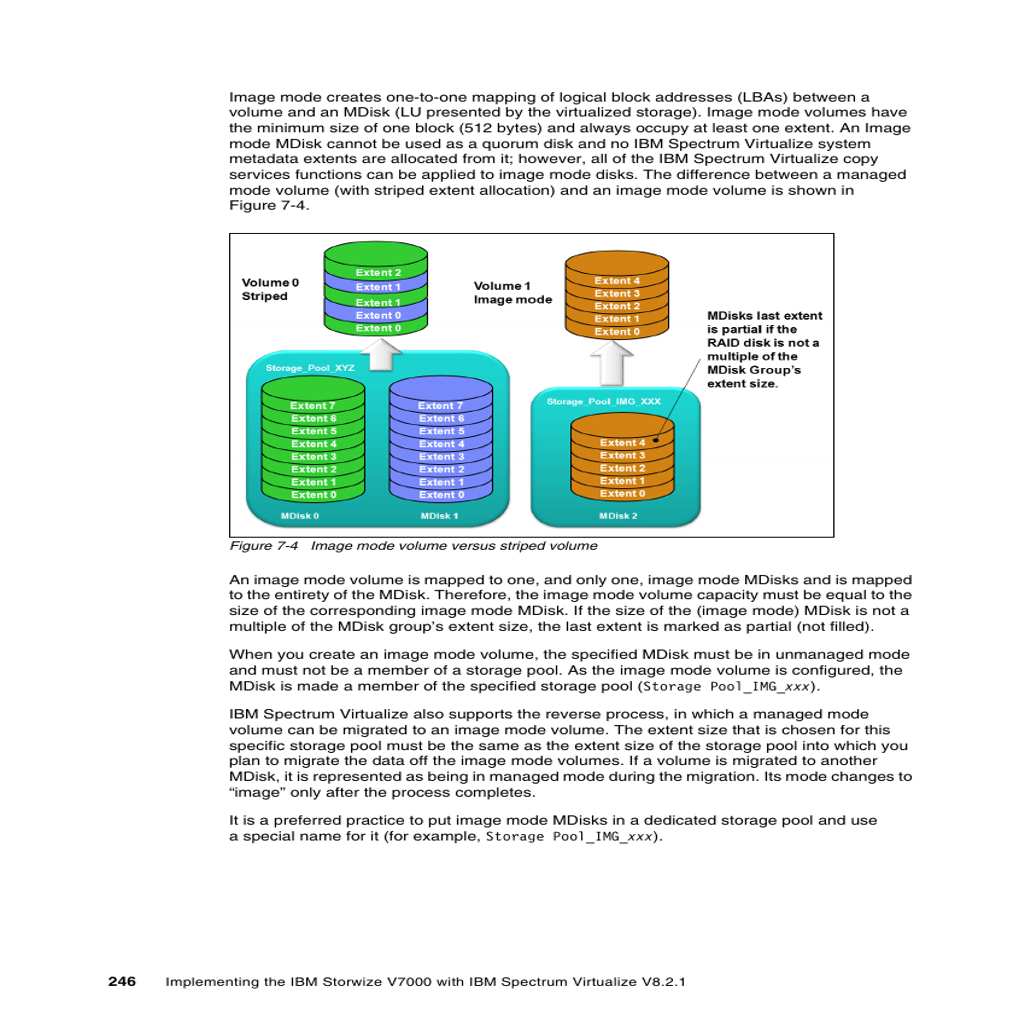 Image mode creates one-to-one mapping of logical block addresses (LBAs) between a
volume and an MDisk (LU presented by the virtualized storage). Image mode volumes have
the minimum size of one block (512 bytes) and always occupy at least one extent. An Image
mode MDisk cannot be used as a quorum disk and no IBM Spectrum Virtualize system
metadata extents are allocated from it; however, all of the IBM Spectrum Virtualize copy
services functions can be applied to image mode disks. The difference between a managed
mode volume (with striped extent allocation) and an image mode volume is shown in
Figure 7-4.
Volume 0
Striped
Extent 2
Extent 1
Extent 1
Extent 0
Extent 0
Volume 1
Image mode
Extent 4
Extent 3
Extent 2
Extent 1
Extent 0
MDisks last extent
is partial if the
RAID disk is not a
multiple of the
MDisk Group's
extent size.
Storage_Pool_XYZ
Extent 7
Extent 6
Extent 5
Extent 4
Extent 3
Extent 2
Extent 1
Extent 0
MDisk 0
Extent 7
Extent 6
Extent 5
Extent 4
Extent 3
Extent 2
Extent 1
Extent 0
MDisk 1
Storage_Pool_IMG_XXX
Extent 4
Extent 3
Extent 2
Extent 1
Extent 0
MDisk 2
Figure 7-4 Image mode volume versus striped volume
An image mode volume is mapped to one, and only one, image mode MDisks and is mapped
to the entirety of the MDisk. Therefore, the image mode volume capacity must be equal to the
size of the corresponding image mode MDisk. If the size of the (image mode) MDisk is not a
multiple of the MDisk group's extent size, the last extent is marked as partial (not filled).
When you create an image mode volume, the specified MDisk must be in unmanaged mode
and must not be a member of a storage pool. As the image mode volume is configured, the
MDisk is made a member of the specified storage pool (Storage Pool_IMG_xxx).
IBM Spectrum Virtualize also supports the reverse process, in which a managed mode
volume can be migrated to an image mode volume. The extent size that is chosen for this
specific storage pool must be the same as the extent size of the storage pool into which you
plan to migrate the data off the image mode volumes. If a volume is migrated to another
MDisk, it is represented as being in managed mode during the migration. Its mode changes to
“image” only after the process completes.
It is a preferred practice to put image mode MDisks in a dedicated storage pool and use
a special name for it (for example, Storage Pool_IMG_xxx).
246 Implementing the IBM Storwize V7000 with IBM Spectrum Virtualize V8.2.1